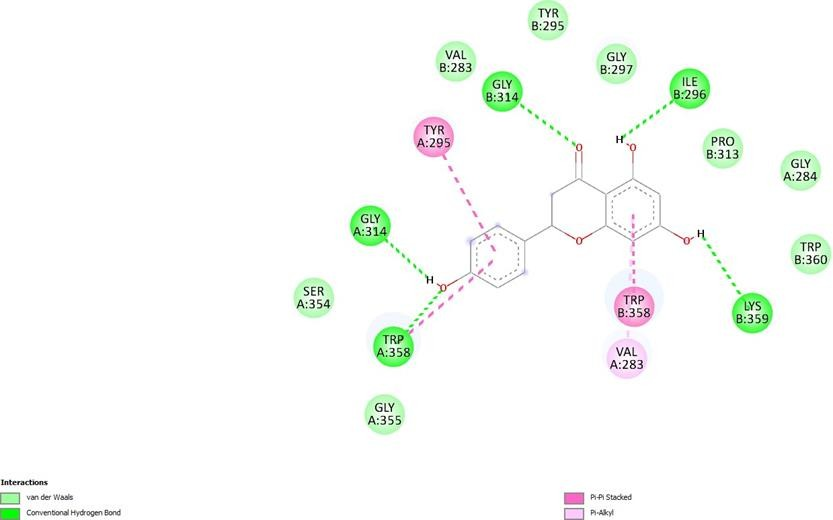 TYR
B:295
VAL
B:283
GLY
B:297
GLY
B:314
ILE
B:296
TYR
A:295
H
O
O
PRO
B:313
GLY
A:284
GLY
A:314
O
O
H
TRP
B:360
H
O
SER
A:354
TRP
B:358
LYS
B:359
TRP
A:358
VAL
A:283
GLY
A:355
Interactions
van der Waals
Conventional Hydrogen Bond
Pi-Pi Stacked
Pi-Alkyl